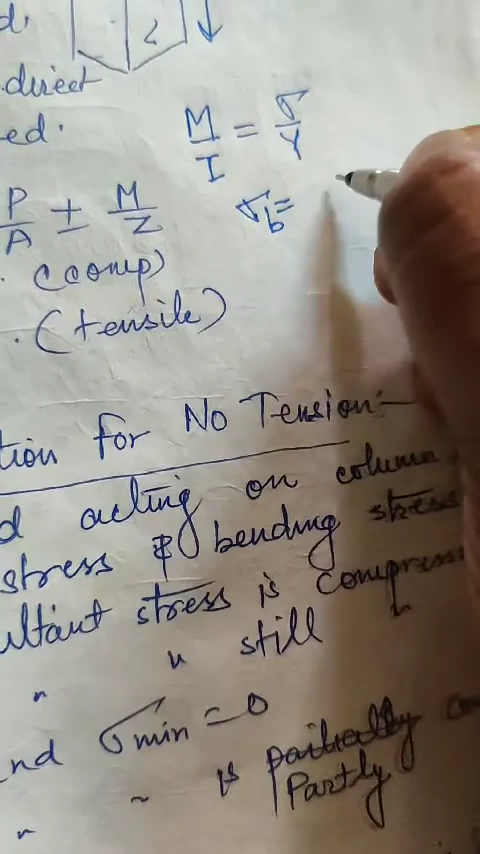 d.
direct
ed.
M/I = σ/Y
P/A ± M/Z
σb =
(comp)
(tensile)
tion for No Tension:-
d acting on column
stress & bending stress
ultant stress is compress
" " still "
nd σmin = 0
" ~ is Partly
"